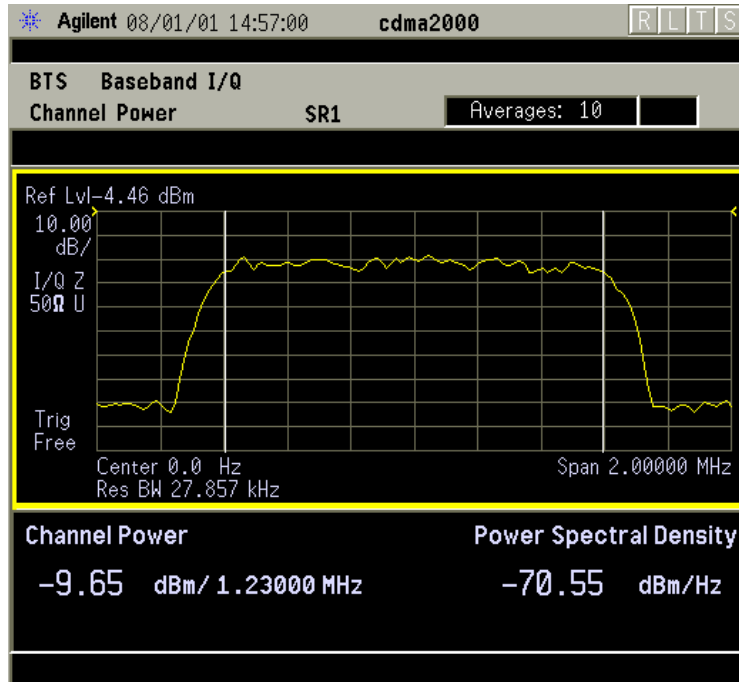 Agilent 08/01/01 14:57:00 cdma2000 R L T S
BTS Baseband I/Q
Channel Power SR1 Averages: 10
Ref Lvl-4.46 dBm
10.00
dB/
I/Q Z
50Ω U
Trig
Free
Center 0.0 Hz Span 2.00000 MHz
Res BW 27.857 kHz
Channel Power Power Spectral Density
-9.65 dBm/ 1.23000 MHz -70.55 dBm/Hz